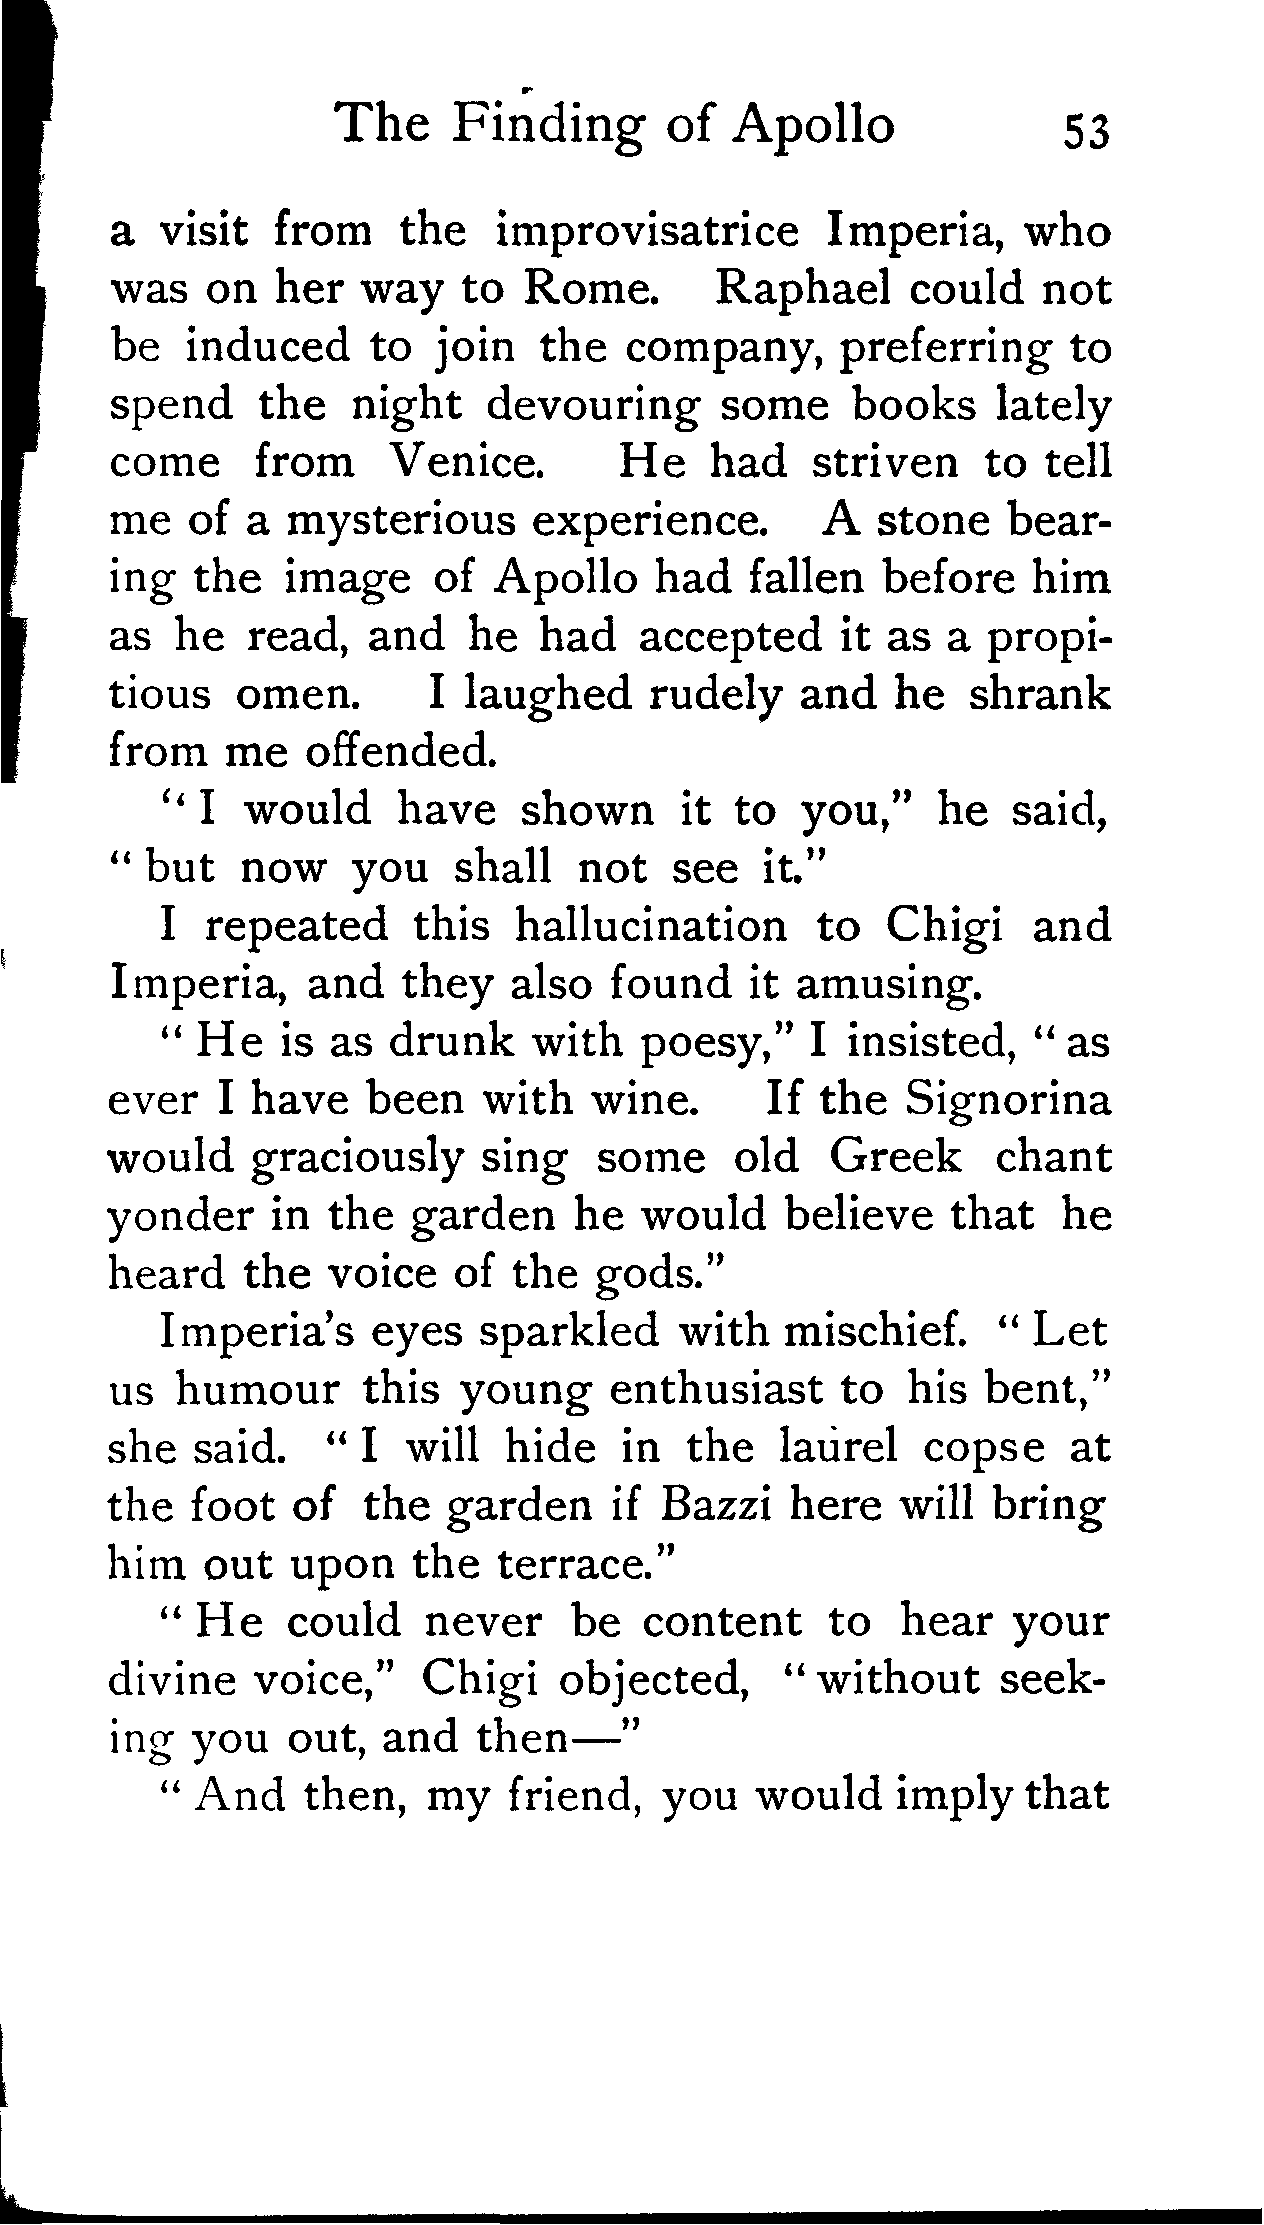 The Finding of Apollo 53
a visit from the improvisatrice Imperia, who
was on her way to Rome. Raphael could not
be induced to join the company, preferring to
spend the night devouring some books lately
come from Venice. He had striven to tell
me of a mysterious experience. A stone bear-
ing the image of Apollo had fallen before him
as he read, and he had accepted it as a propi-
tious omen. I laughed rudely and he shrank
from me offended.
“ I would have shown it to you,” he said,
“ but now you shall not see it.”
I repeated this hallucination to Chigi and
Imperia, and they also found it amusing.
“ He is as drunk with poesy,” I insisted, “ as
ever I have been with wine. If the Signorina
would graciously sing some old Greek chant
yonder in the garden he would believe that he
heard the voice of the gods.”
Imperia’s eyes sparkled with mischief. “ Let
us humour this young enthusiast to his bent,”
she said. “ I will hide in the laurel copse at
the foot of the garden if Bazzi here will bring
him out upon the terrace.”
“ He could never be content to hear your
divine voice,” Chigi objected, “ without seek-
ing you out, and then—”
“ And then, my friend, you would imply that